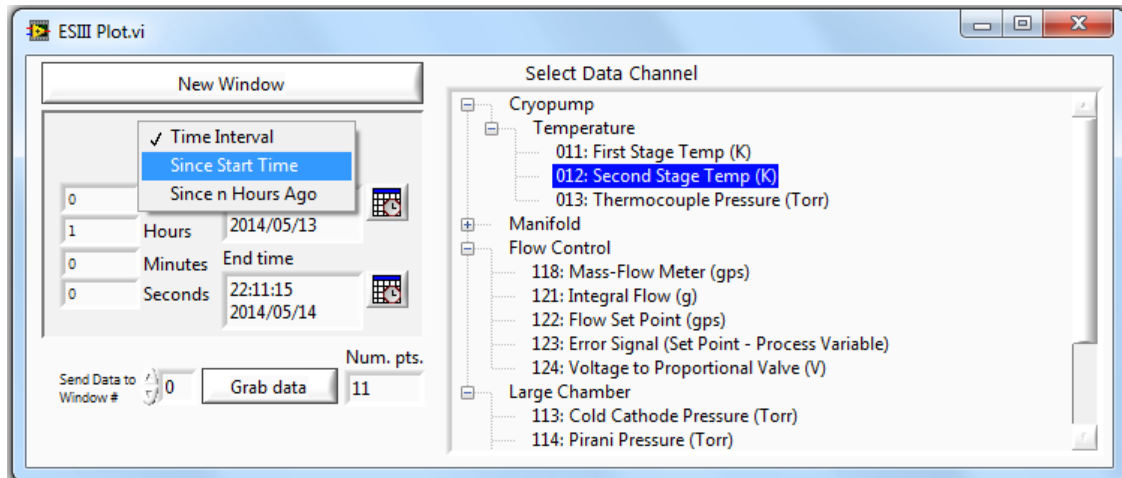 ESIII Plot.vi
New Window
✓ Time Interval
Since Start Time
Since n Hours Ago
0
1 Hours
0 Minutes
0 Seconds
2014/05/13
End time
22:11:15
2014/05/14
Send Data to
Window #
0
Grab data
Num. pts.
11
Select Data Channel
Cryopump
Temperature
011: First Stage Temp (K)
012: Second Stage Temp (K)
013: Thermocouple Pressure (Torr)
Manifold
Flow Control
118: Mass-Flow Meter (gps)
121: Integral Flow (g)
122: Flow Set Point (gps)
123: Error Signal (Set Point - Process Variable)
124: Voltage to Proportional Valve (V)
Large Chamber
113: Cold Cathode Pressure (Torr)
114: Pirani Pressure (Torr)